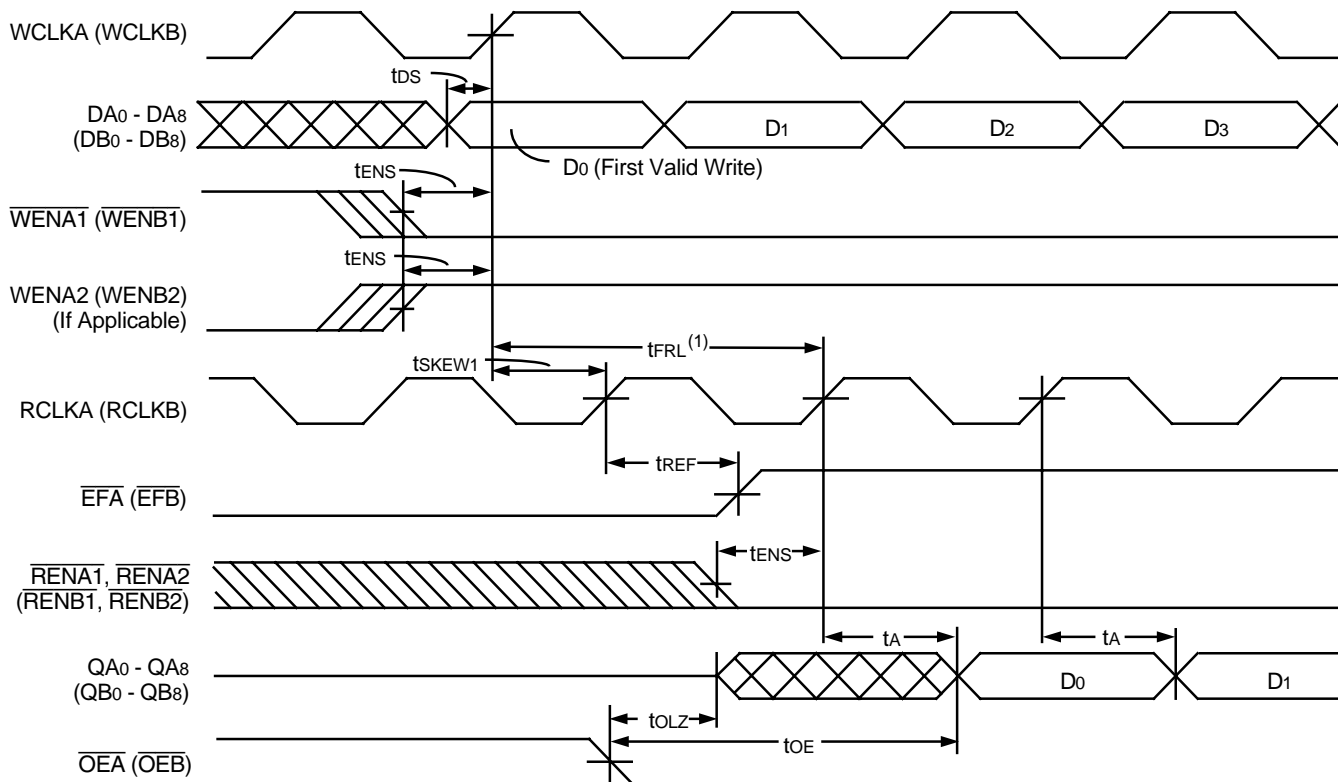 WCLKA (WCLKB)
tDS
DA0 - DA8
(DB0 - DB8)
D1
D2
D3
D0 (First Valid Write)
tENS
WENA1 (WENB1)
tENS
WENA2 (WENB2)
(If Applicable)
tFRL(1)
tSKEW1
RCLKA (RCLKB)
tREF
EFA (EFB)
tENS
RENA1, RENA2
(RENB1, RENB2)
tA
tA
QA0 - QA8
(QB0 - QB8)
D0
D1
tOLZ
tOE
OEA (OEB)